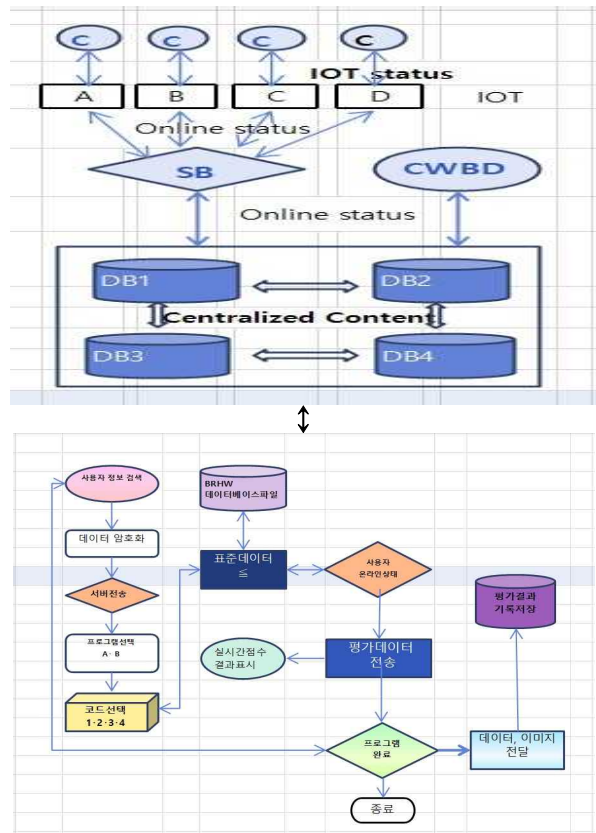 C C C C
IOT status
A B C D IOT
Online status
SB
CWBD
Online status
DB1 DB2
Centralized Content
DB3 DB4
사용자 정보 검색
BRHW
데이터베이스파일
데이터 암호화
표준데이터
≤
사용자
온라인상태
서버전송
평가결과
기록저장
프로그램선택
A· B
실시간점수
결과표시
평가데이터
전송
코드선택
1·2·3·4
프로그램
완료
데이터, 이미지
전달
종료